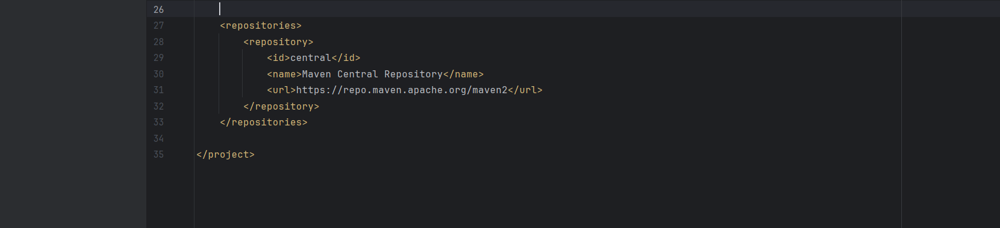 26
27 <repositories>
28 <repository>
29 <id>central</id>
30 <name>Maven Central Repository</name>
31 <url>https://repo.maven.apache.org/maven2</url>
32 </repository>
33 </repositories>
34
35 </project>